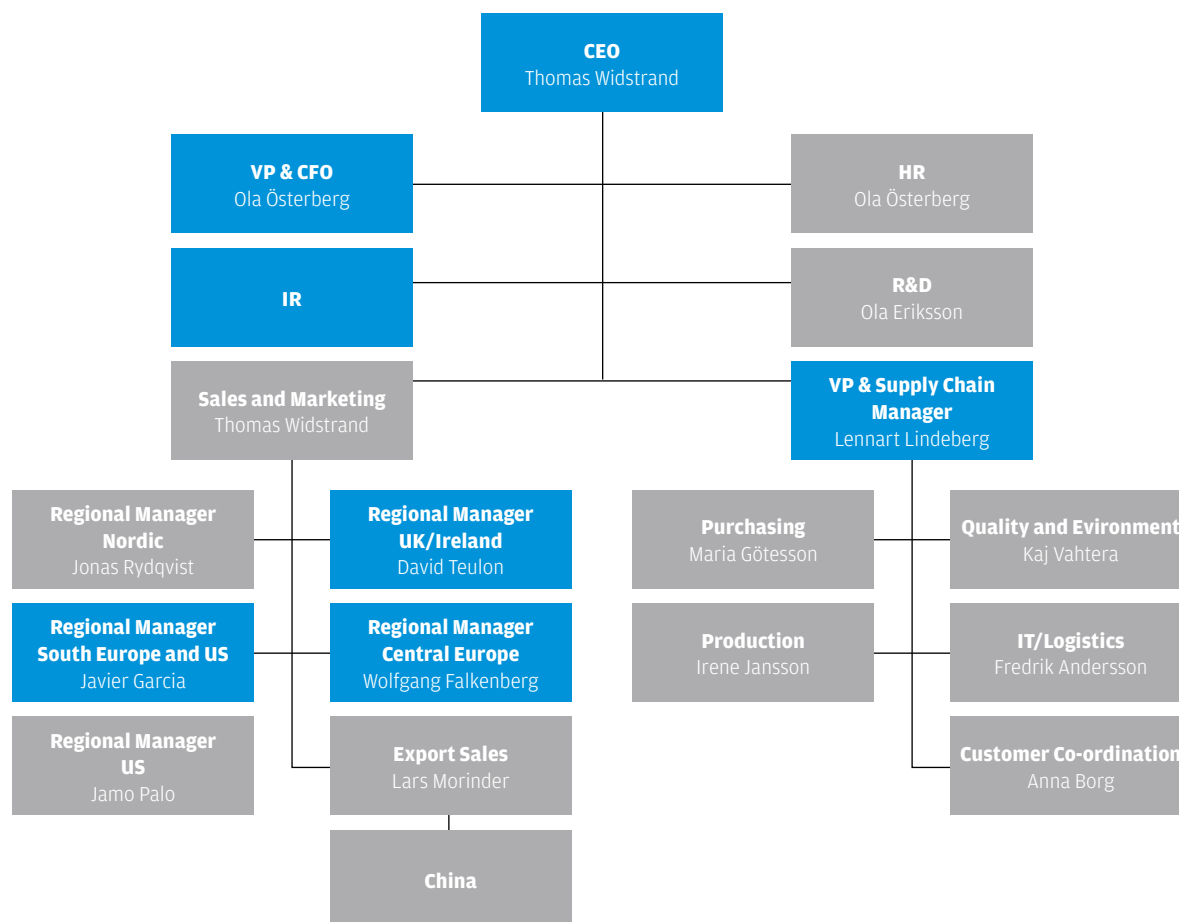 CEO
Thomas Widstrand
VP & CFO
Ola Österberg
HR
Ola Österberg
IR
R&D
Ola Eriksson
Sales and Marketing
Thomas Widstrand
VP & Supply Chain
Manager
Lennart Lindeberg
Regional Manager
Nordic
Jonas Rydqvist
Regional Manager
UK/Ireland
David Teulon
Purchasing
Maria Götesson
Quality and Evironment
Kaj Vahtera
Regional Manager
South Europe and US
Javier Garcia
Regional Manager
Central Europe
Wolfgang Falkenberg
Production
Irene Jansson
IT/Logistics
Fredrik Andersson
Regional Manager
US
Jamo Palo
Export Sales
Lars Morinder
Customer Co-ordination
Anna Borg
China